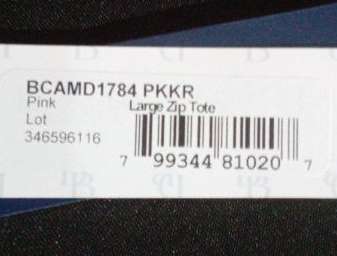 BCAMD1784 PKKR
Pink
Large Zip Tote
Lot
346596116
7 99344 81020 7